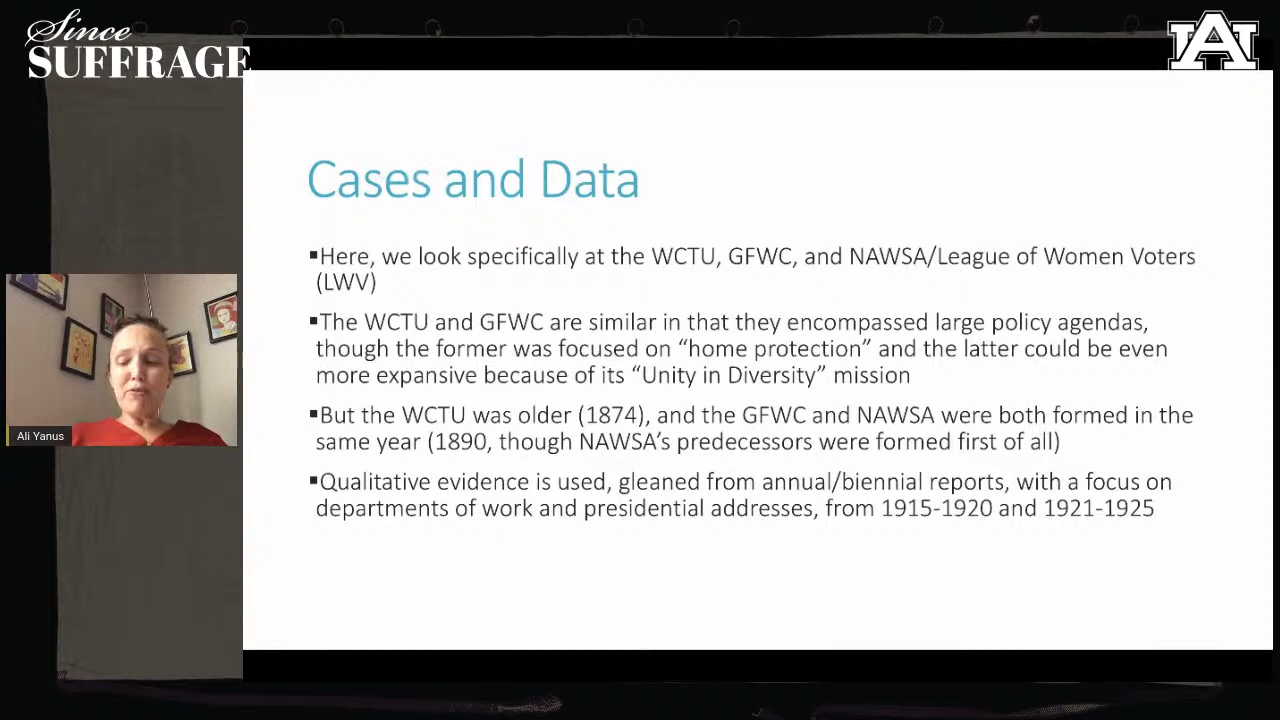 Since
SUFFRAGE
AU
Cases and Data
▪Here, we look specifically at the WCTU, GFWC, and NAWSA/League of Women Voters
(LWV)
▪The WCTU and GFWC are similar in that they encompassed large policy agendas,
though the former was focused on “home protection” and the latter could be even
more expansive because of its “Unity in Diversity” mission
▪But the WCTU was older (1874), and the GFWC and NAWSA were both formed in the
same year (1890, though NAWSA’s predecessors were formed first of all)
▪Qualitative evidence is used, gleaned from annual/biennial reports, with a focus on
departments of work and presidential addresses, from 1915-1920 and 1921-1925
Ali Yanus